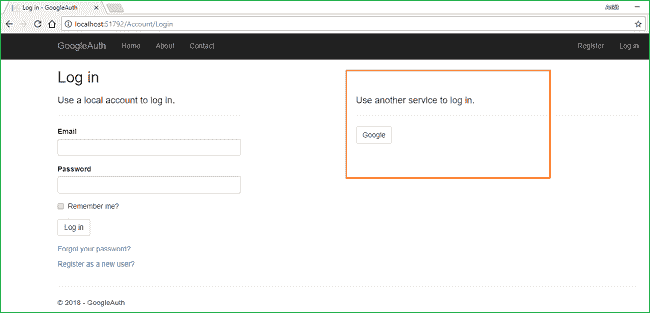 Log in - GoogleAuth
localhost:51792/Account/Login
GoogleAuth Home About Contact Register Log in
Log in
Use a local account to log in.
Use another service to log in.
Email
Google
Password
Remember me?
Log in
Forgot your password?
Register as a new user?
© 2018 - GoogleAuth